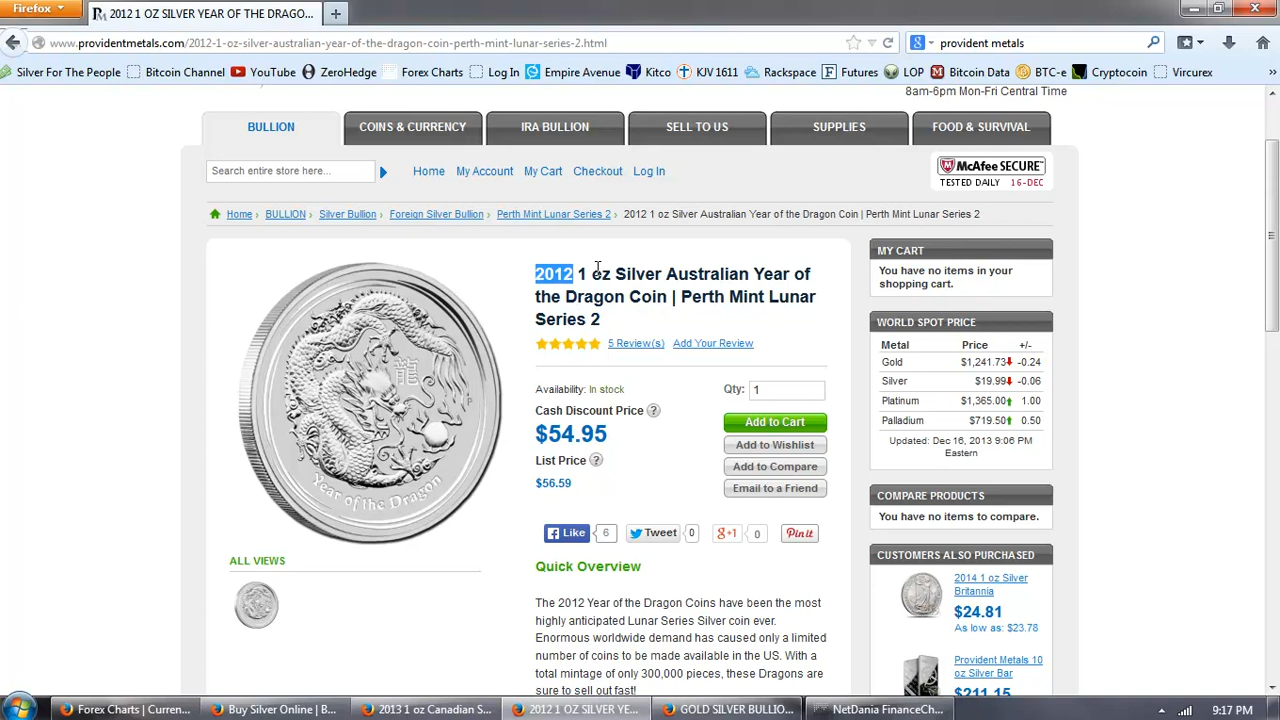 Firefox
2012 1 OZ SILVER YEAR OF THE DRAGO...
www.providentmetals.com/2012-1-oz-silver-australian-year-of-the-dragon-coin-perth-mint-lunar-series-2.html
provident metals
Silver For The People Bitcoin Channel YouTube ZeroHedge Forex Charts Log In Empire Avenue Kitco KJV 1611 Rackspace Futures LOP Bitcoin Data BTC-e Cryptocoin Vircurex
8am-6pm Mon-Fri Central Time
BULLION COINS & CURRENCY IRA BULLION SELL TO US SUPPLIES FOOD & SURVIVAL
Search entire store here... Home My Account My Cart Checkout Log In
McAfee SECURE™
TESTED DAILY 16-DEC
Home › BULLION › Silver Bullion › Foreign Silver Bullion › Perth Mint Lunar Series 2 › 2012 1 oz Silver Australian Year of the Dragon Coin | Perth Mint Lunar Series 2
2012 1 oz Silver Australian Year of
the Dragon Coin | Perth Mint Lunar
Series 2
5 Review(s) Add Your Review
Availability: In stock
Qty: 1
Cash Discount Price ?
$54.95
List Price ?
$56.59
Add to Cart
Add to Wishlist
Add to Compare
Email to a Friend
Like 6 Tweet 0 g+1 0 Pin it
Quick Overview
The 2012 Year of the Dragon Coins have been the most
highly anticipated Lunar Series Silver coin ever.
Enormous worldwide demand has caused only a limited
number of coins to be made available in the US. With a
total mintage of only 300,000 pieces, these Dragons are
sure to sell out fast!
龍
P
Year of the Dragon
ALL VIEWS
MY CART
You have no items in your
shopping cart.
WORLD SPOT PRICE
Metal Price +/-
Gold $1,241.73 -0.24
Silver $19.99 -0.06
Platinum $1,365.00 1.00
Palladium $719.50 0.50
Updated: Dec 16, 2013 9:06 PM
Eastern
COMPARE PRODUCTS
You have no items to compare.
CUSTOMERS ALSO PURCHASED
2014 1 oz Silver
Britannia
$24.81
As low as: $23.78
Provident Metals 10
oz Silver Bar
$211.15
Forex Charts | Curren... Buy Silver Online | B... 2013 1 oz Canadian S... 2012 1 OZ SILVER YE... GOLD SILVER BULLIO... NetDania FinanceCh... 9:17 PM